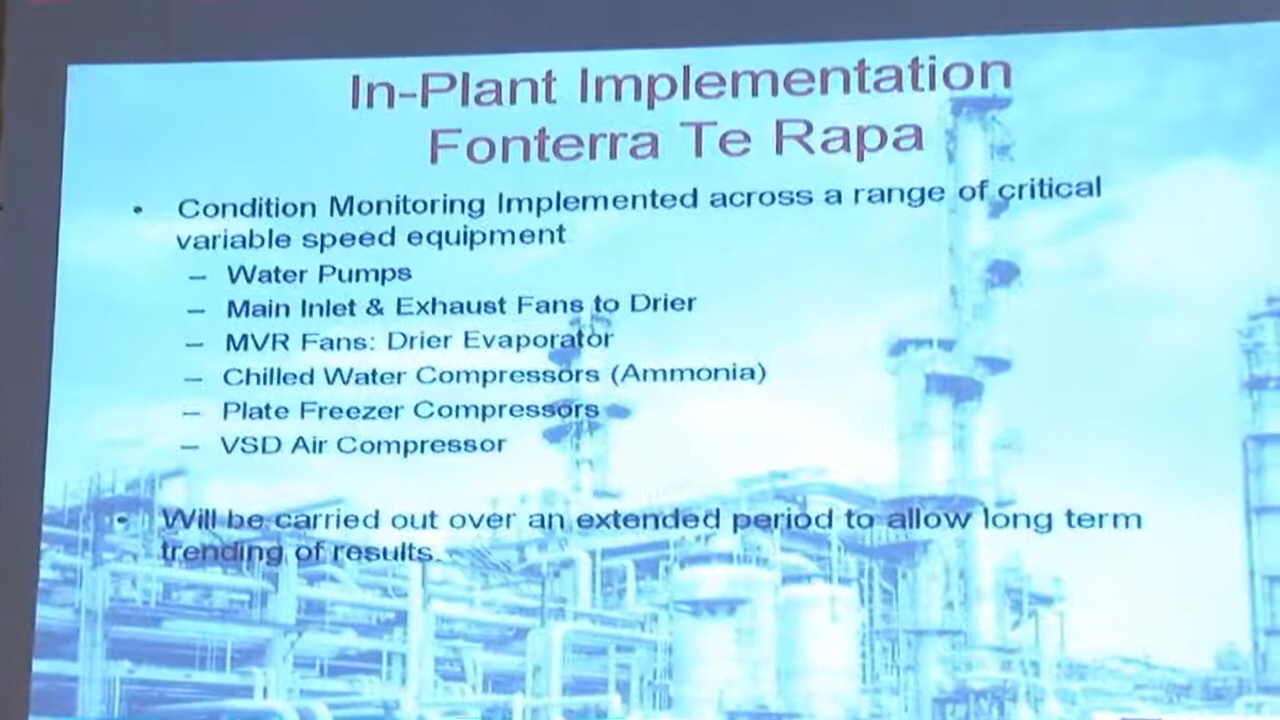 In-Plant Implementation
Fonterra Te Rapa
• Condition Monitoring Implemented across a range of critical
variable speed equipment
– Water Pumps
– Main Inlet & Exhaust Fans to Drier
– MVR Fans: Drier Evaporator
– Chilled Water Compressors (Ammonia)
– Plate Freezer Compressors
– VSD Air Compressor
• Will be carried out over an extended period to allow long term
trending of results.